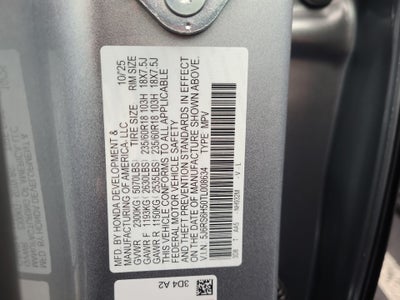 MFD BY HONDA DEVELOPMENT & 10/25
MANUFACTURING OF AMERICA, LLC
TIRE SIZE RIM SIZE
GVWR 2300KG 5070LBS
GAWR F 1193KG 2630LBS 235/60R18 103H 18X7.5J
GAWR R 1150KG 2535LBS 235/60R18 103H 18X7.5J
THIS VEHICLE CONFORMS TO ALL APPLICABLE
FEDERAL MOTOR VEHICLE SAFETY
AND THEFT PREVENTION STANDARDS IN EFFECT
ON THE DATE OF MANUFACTURE SHOWN ABOVE.
V.I.N. TYPE MPV
3D4 A2